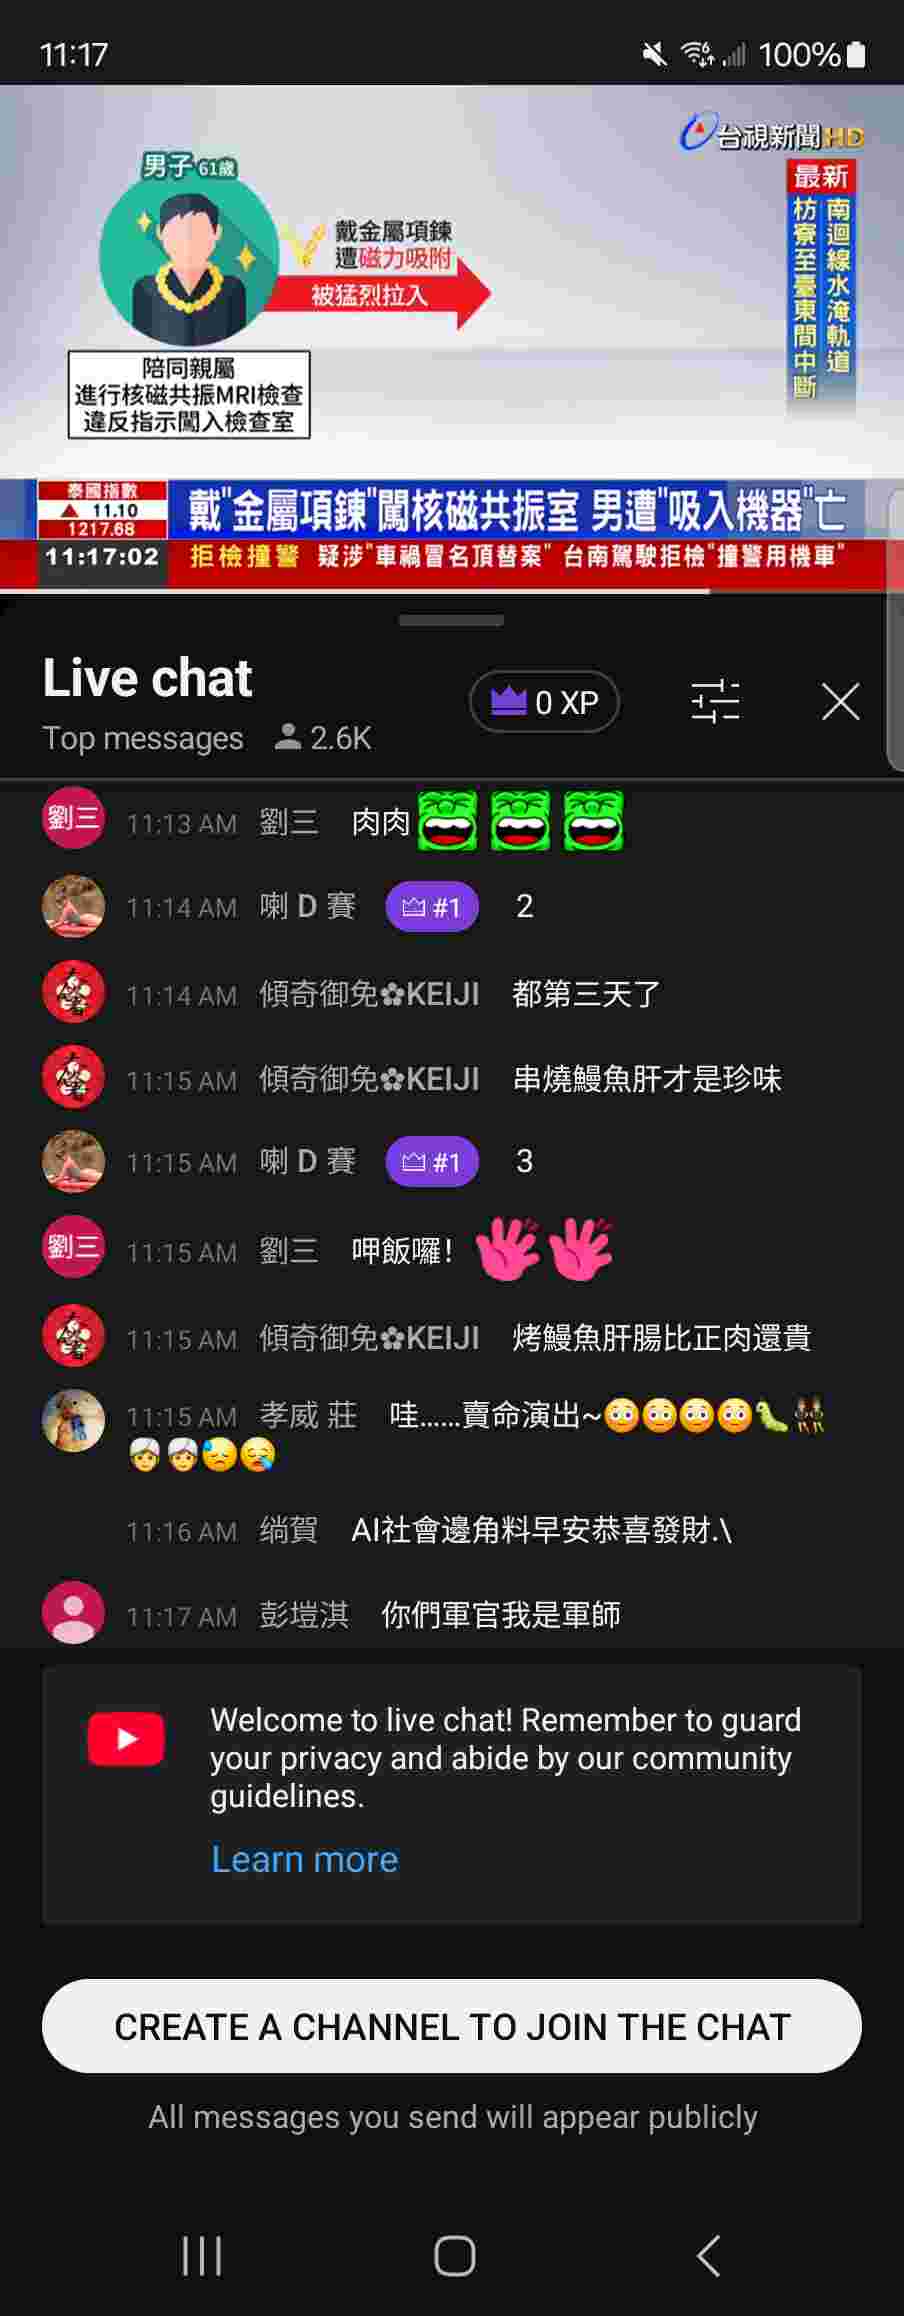 11:17
100%
台視新聞HD
最新
南迴線水淹軌道
枋寮至臺東間中斷
男子 61歲
戴金屬項鍊
遭磁力吸附
被猛烈拉入
陪同親屬
進行核磁共振MRI檢查
違反指示闖入檢查室
泰國指數
▲ 11.10
1217.68
戴"金屬項鍊"闖核磁共振室 男遭"吸入機器"亡
11:17:02
拒檢撞警 疑涉"車禍冒名頂替案" 台南駕駛拒檢"撞警用機車"
Live chat
0 XP
Top messages 2.6K
劉三 11:13 AM 劉三 肉肉
11:14 AM 喇 D 賽 #1 2
11:14 AM 傾奇御免✿KEIJI 都第三天了
11:15 AM 傾奇御免✿KEIJI 串燒鰻魚肝才是珍味
11:15 AM 喇 D 賽 #1 3
劉三 11:15 AM 劉三 呷飯囉!
11:15 AM 傾奇御免✿KEIJI 烤鰻魚肝腸比正肉還貴
11:15 AM 孝威 莊 哇......賣命演出~😳😳😳😳🐛👯
👳👳😓😪
11:16 AM 绱賀 AI社會邊角料早安恭喜發財.\
11:17 AM 彭塏淇 你們軍官我是軍師
Welcome to live chat! Remember to guard
your privacy and abide by our community
guidelines.
Learn more
CREATE A CHANNEL TO JOIN THE CHAT
All messages you send will appear publicly